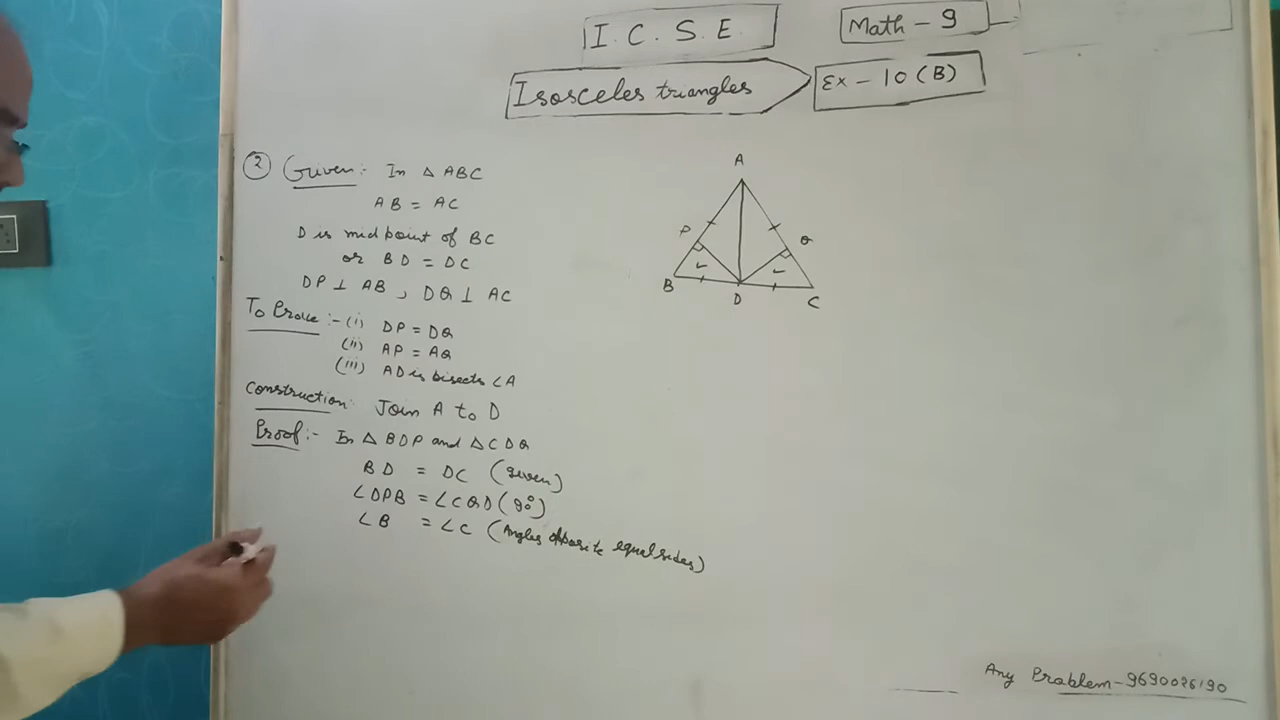 I. C. S. E.
Math - 9
Isosceles triangles
Ex - 10 (B)
② Given:- In △ ABC
AB = AC
D is mid point of BC
or BD = DC
DP ⊥ AB, DQ ⊥ AC
To Prove :- (i) DP = DQ
(ii) AP = AQ
(iii) AD is bisects ∠A
Construction: Join A to D
Proof:- In △ BDP and △ CDQ
BD = DC (given)
∠DPB = ∠CQD (90°)
∠B = ∠C (Angles opposite equal sides)
A
P
Q
B
D
C
Any Problem - 9690026190